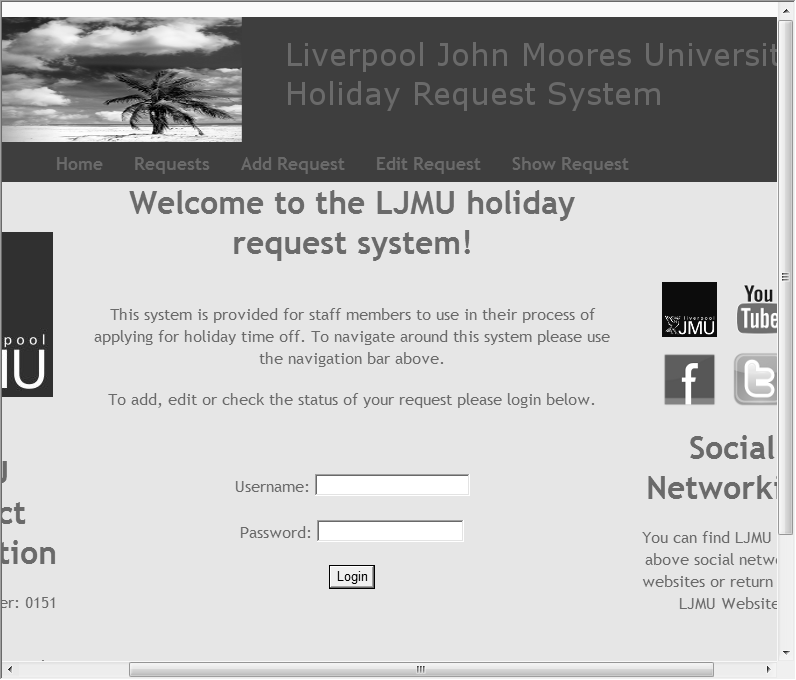 Liverpool John Moores Universit
Holiday Request System
Home Requests Add Request Edit Request Show Request
Welcome to the LJMU holiday
request system!
This system is provided for staff members to use in their process of
applying for holiday time off. To navigate around this system please use
the navigation bar above.
To add, edit or check the status of your request please login below.
Username:
Password:
Login
pool
MU
U
ct
tion
er: 0151
liverpool
JMU
You
Tube
f
t
Social
Networki
You can find LJMU
above social netw
websites or return
LJMU Website